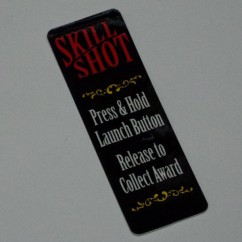 SKILL
SHOT
Press & Hold
Launch Button
Release to
Collect Award